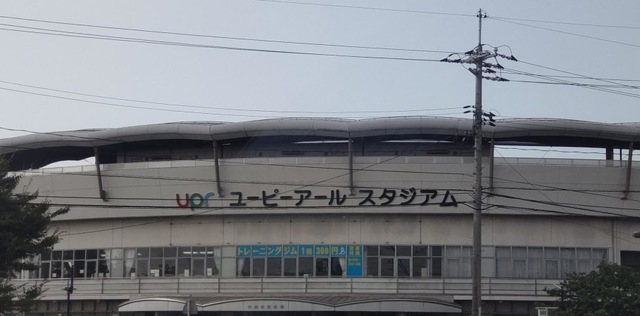 upr ユーピーアール スタジアム
トレーニングジム 1回 300円